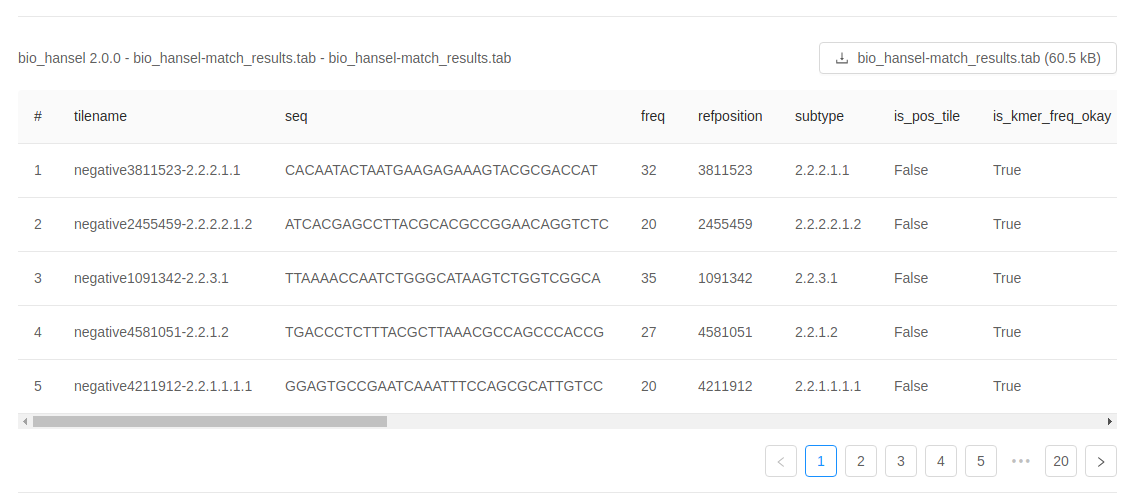 bio_hansel 2.0.0 - bio_hansel-match_results.tab - bio_hansel-match_results.tab
bio_hansel-match_results.tab (60.5 kB)
# tilename seq freq refposition subtype is_pos_tile is_kmer_freq_okay
1 negative3811523-2.2.2.1.1 CACAATACTAATGAAGAGAAAGTACGCGACCAT 32 3811523 2.2.2.1.1 False True
2 negative2455459-2.2.2.2.1.2 ATCACGAGCCTTACGCACGCCGGAACAGGTCTC 20 2455459 2.2.2.2.1.2 False True
3 negative1091342-2.2.3.1 TTAAAACCAATCTGGGCATAAGTCTGGTCGGCA 35 1091342 2.2.3.1 False True
4 negative4581051-2.2.1.2 TGACCCTCTTTACGCTTAAACGCCAGCCCACCG 27 4581051 2.2.1.2 False True
5 negative4211912-2.2.1.1.1.1 GGAGTGCCGAATCAAATTTCCAGCGCATTGTCC 20 4211912 2.2.1.1.1.1 False True
1 2 3 4 5 ••• 20